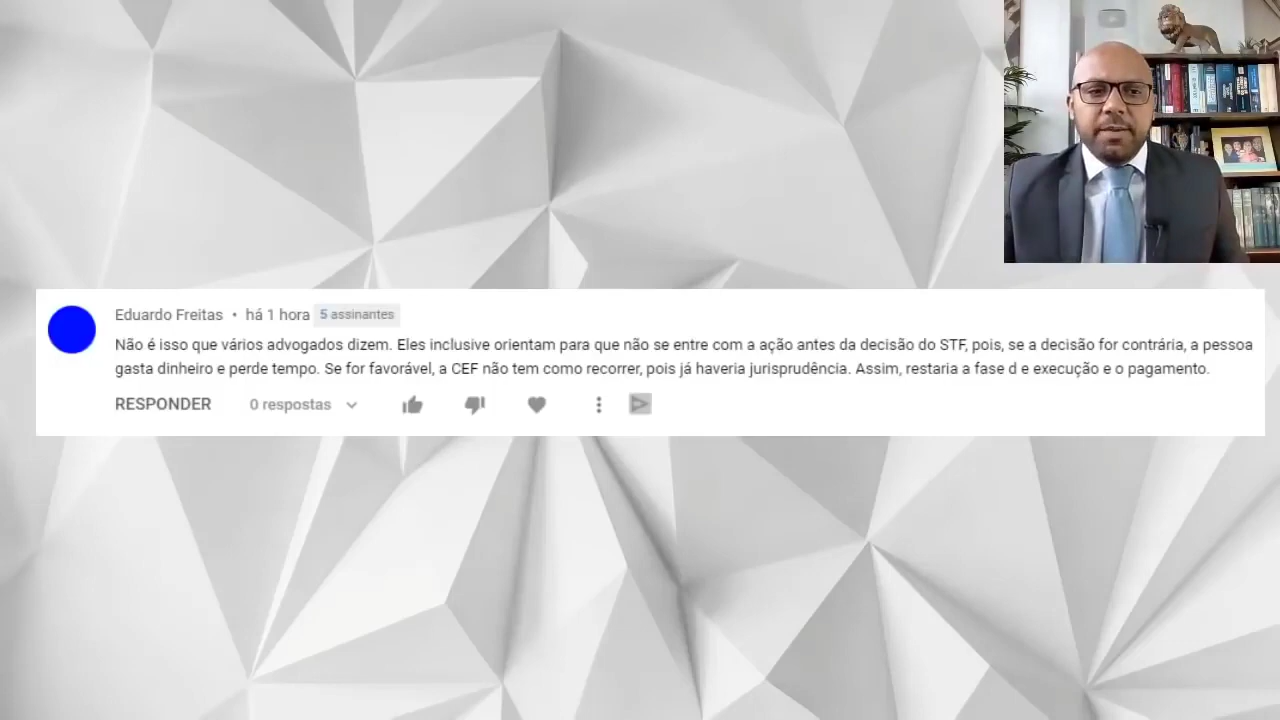 Eduardo Freitas • há 1 hora 5 assinantes
Não é isso que vários advogados dizem. Eles inclusive orientam para que não se entre com a ação antes da decisão do STF, pois, se a decisão for contrária, a pessoa
gasta dinheiro e perde tempo. Se for favorável, a CEF não tem como recorrer, pois já haveria jurisprudência. Assim, restaria a fase d e execução e o pagamento.
RESPONDER 0 respostas